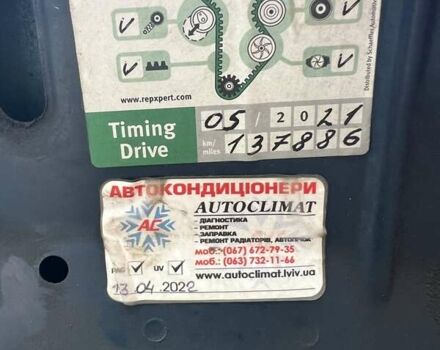 www.repxpert.com
Distributed by Schaeffler Automotive
Timing
Drive
05 / 2021
km/
miles
137886
АВТОКОНДИЦІОНЕРИ
AUTOCLIMAT
AC
- ДІАГНОСТИКА
- РЕМОНТ
- ЗАПРАВКА
- РЕМОНТ РАДІАТОРІВ, АВТОПІЧОК
МОБ.: (067) 672-79-35
моб.: (063) 732-11-66
PAG ✓ UV ✓
www.autoclimat.lviv.ua
13.04.2022